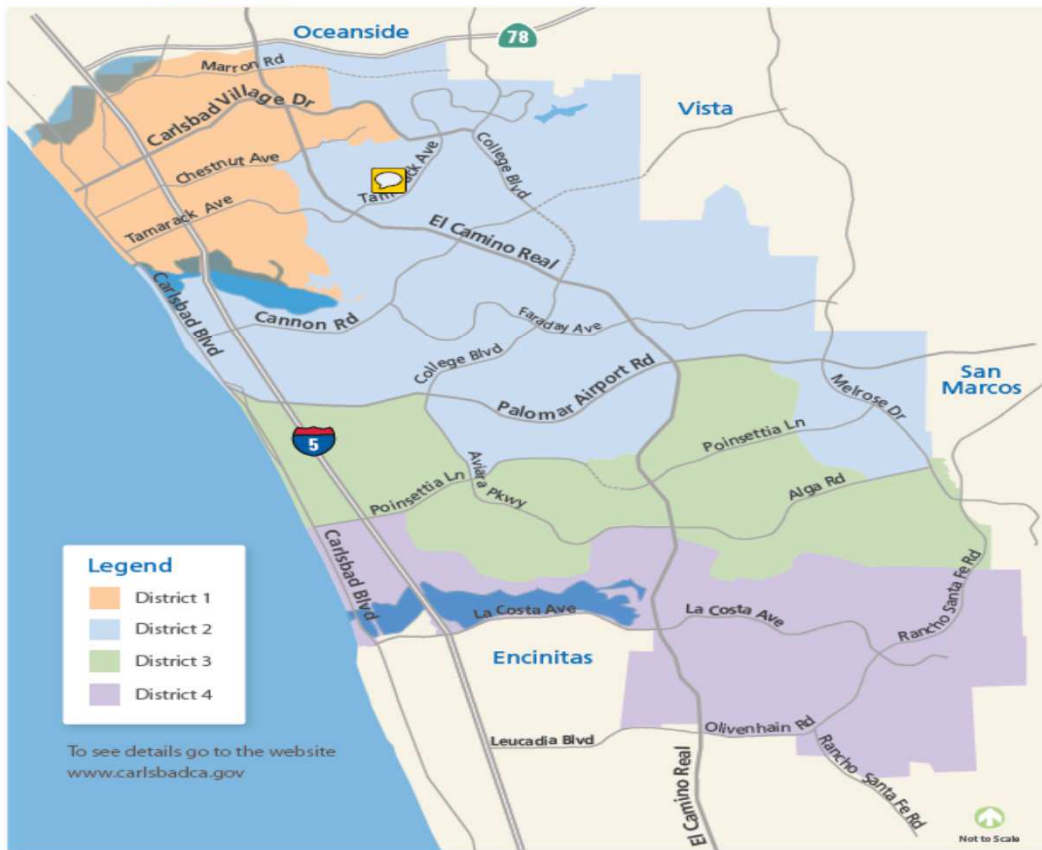 Oceanside
78
Marron Rd
Vista
Carlsbad Village Dr
College Blvd
Chestnut Ave
Tamarack Ave
Tamarack Ave
El Camino Real
Carlsbad Blvd
Cannon Rd
Faraday Ave
College Blvd
Palomar Airport Rd
San
Marcos
Melrose Dr
5
Poinsettia Ln
Aviara Pkwy
Poinsettia Ln
Alga Rd
Carlsbad Blvd
Legend
District 1
District 2
District 3
District 4
La Costa Ave
La Costa Ave
Rancho Santa Fe Rd
Encinitas
Olivenhain Rd
Leucadia Blvd
El Camino Real
Rancho Santa Fe Rd
To see details go to the website
www.carlsbadca.gov
Not to Scale